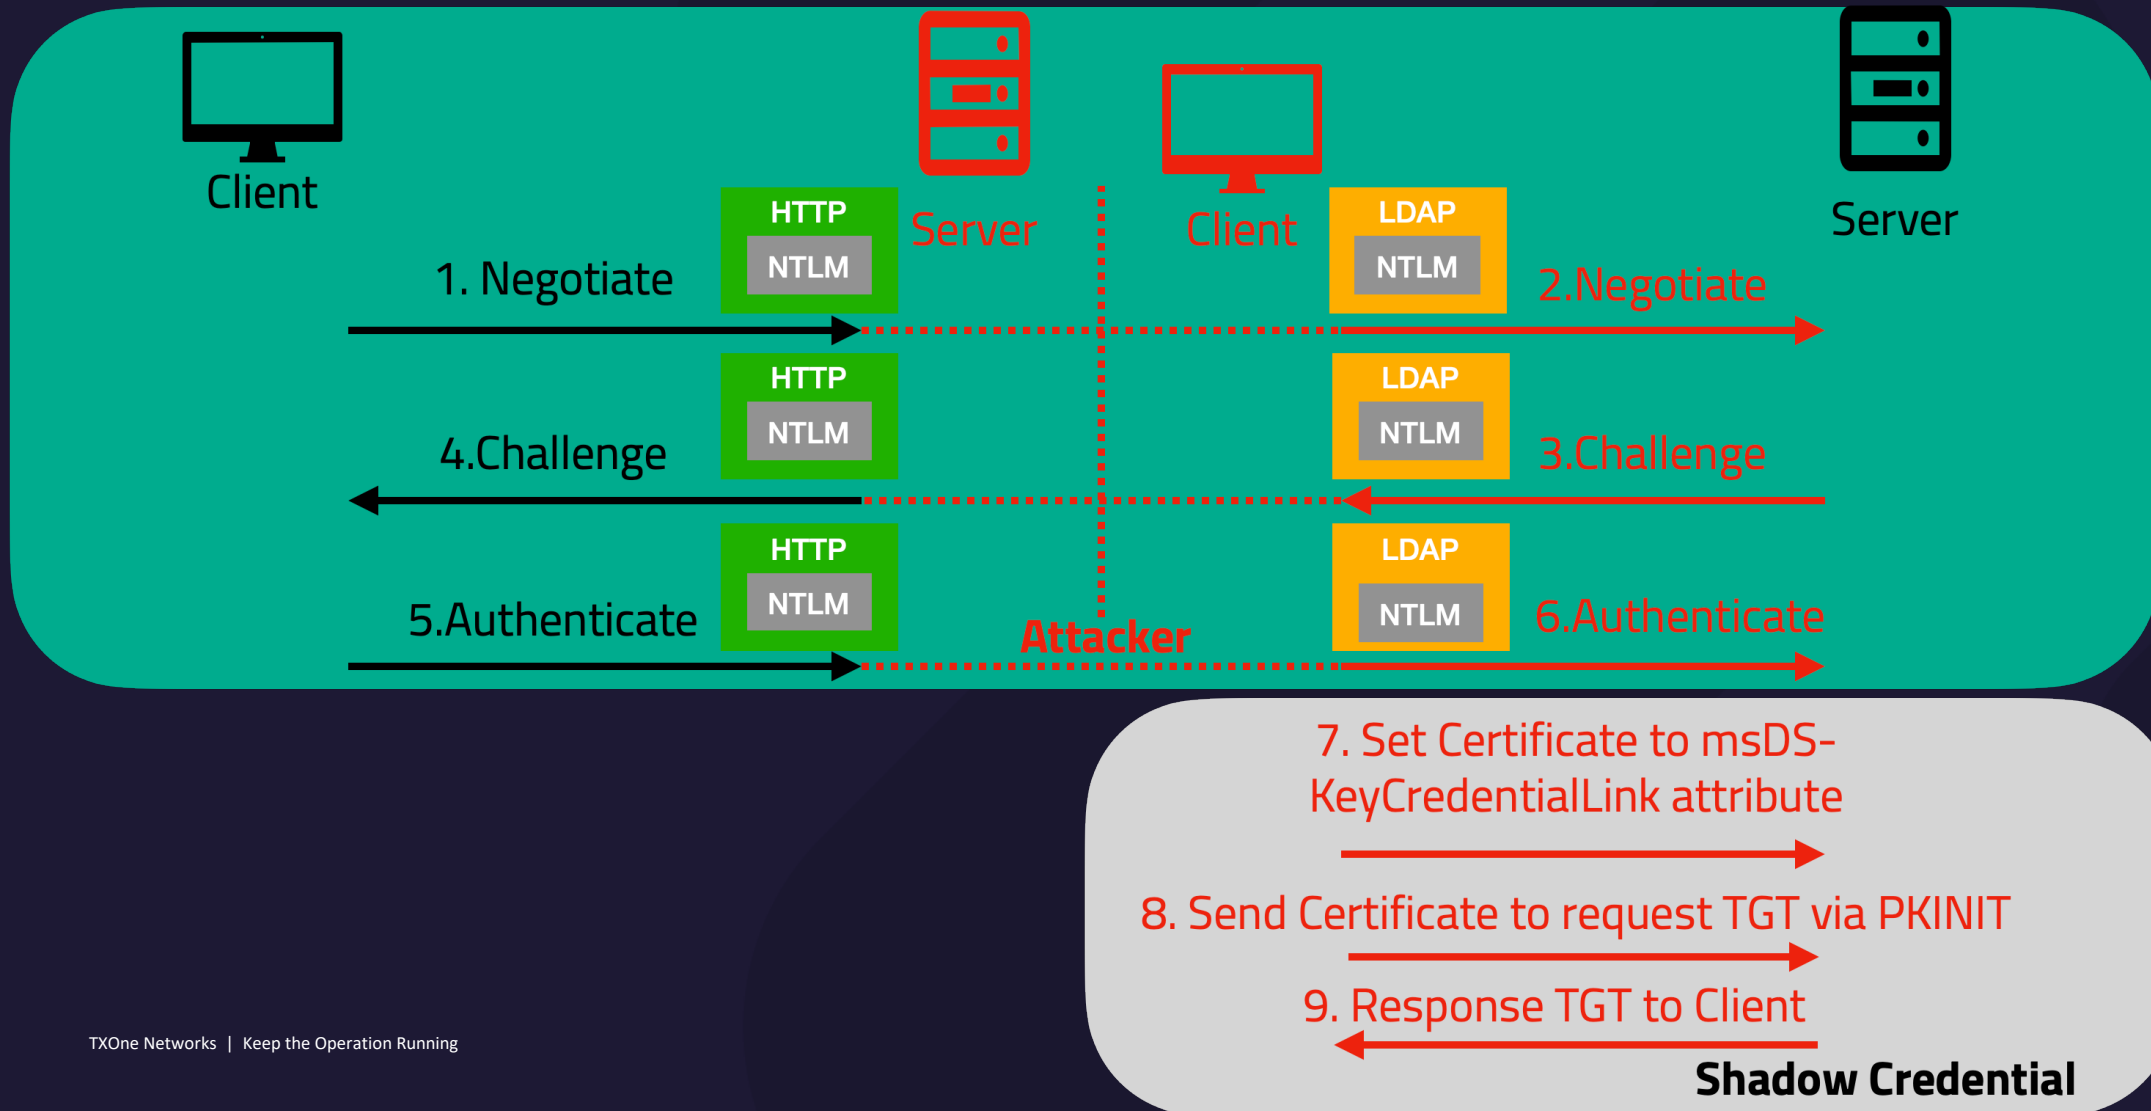 Client
Server
Client
Server
HTTP
NTLM
LDAP
NTLM
1. Negotiate
2.Negotiate
HTTP
NTLM
LDAP
NTLM
4.Challenge
3.Challenge
HTTP
NTLM
LDAP
NTLM
5.Authenticate
6.Authenticate
Attacker
7. Set Certificate to msDS-
KeyCredentialLink attribute
8. Send Certificate to request TGT via PKINIT
9. Response TGT to Client
Shadow Credential
TXOne Networks | Keep the Operation Running